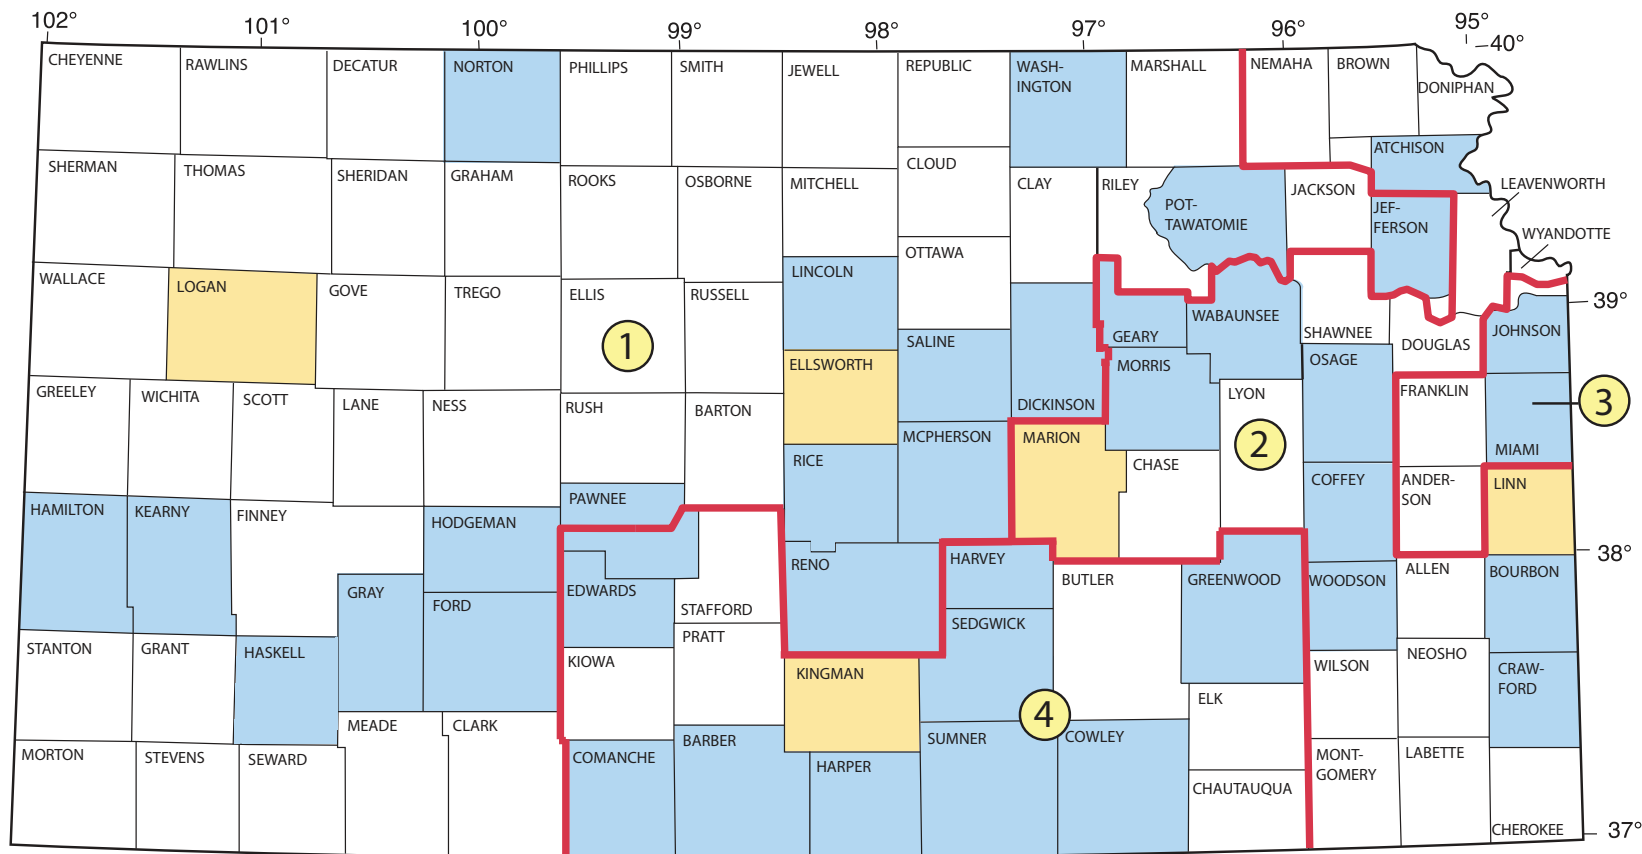 102°
101°
100°
99°
98°
97°
96°
95°
40°
CHEYENNE
RAWLINS
DECATUR
NORTON
PHILLIPS
SMITH
JEWELL
REPUBLIC
WASH-
INGTON
MARSHALL
NEMAHA
BROWN
DONIPHAN
ATCHISON
SHERMAN
THOMAS
SHERIDAN
GRAHAM
ROOKS
OSBORNE
MITCHELL
CLOUD
CLAY
RILEY
POT-
TAWATOMIE
JACKSON
JEF-
FERSON
LEAVENWORTH
WYANDOTTE
WALLACE
LOGAN
GOVE
TREGO
ELLIS
RUSSELL
LINCOLN
OTTAWA
39°
1
ELLSWORTH
SALINE
DICKINSON
GEARY
WABAUNSEE
SHAWNEE
DOUGLAS
JOHNSON
MORRIS
OSAGE
GREELEY
WICHITA
SCOTT
LANE
NESS
RUSH
BARTON
MCPHERSON
MARION
CHASE
LYON
2
FRANKLIN
3
MIAMI
RICE
COFFEY
ANDER-
SON
LINN
HAMILTON
KEARNY
FINNEY
HODGEMAN
PAWNEE
38°
GRAY
FORD
EDWARDS
STAFFORD
RENO
HARVEY
BUTLER
GREENWOOD
WOODSON
ALLEN
BOURBON
STANTON
GRANT
HASKELL
KIOWA
PRATT
KINGMAN
SEDGWICK
4
ELK
WILSON
NEOSHO
CRAW-
FORD
MORTON
STEVENS
SEWARD
MEADE
CLARK
COMANCHE
BARBER
HARPER
SUMNER
COWLEY
CHAUTAUQUA
MONT-
GOMERY
LABETTE
CHEROKEE
37°